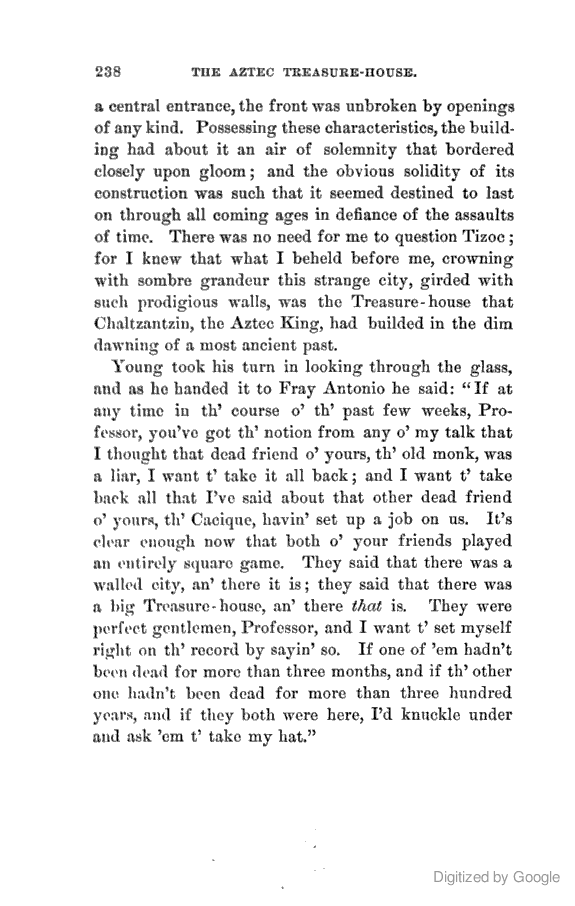 238 THE AZTEC TREASURE-HOUSE.
a central entrance, the front was unbroken by openings
of any kind. Possessing these characteristics, the build-
ing had about it an air of solemnity that bordered
closely upon gloom; and the obvious solidity of its
construction was such that it seemed destined to last
on through all coming ages in defiance of the assaults
of time. There was no need for me to question Tizoc;
for I knew that what I beheld before me, crowning
with sombre grandeur this strange city, girded with
such prodigious walls, was the Treasure-house that
Chaltzantzin, the Aztec King, had builded in the dim
dawning of a most ancient past.
Young took his turn in looking through the glass,
and as he handed it to Fray Antonio he said: "If at
any time in th' course o' th' past few weeks, Pro-
fessor, you've got th' notion from any o' my talk that
I thought that dead friend o' yours, th' old monk, was
a liar, I want t' take it all back; and I want t' take
back all that I've said about that other dead friend
o' yours, th' Cacique, havin' set up a job on us. It's
clear enough now that both o' your friends played
an entirely square game. They said that there was a
walled city, an' there it is; they said that there was
a big Treasure-house, an' there that is. They were
perfect gentlemen, Professor, and I want t' set myself
right on th' record by sayin' so. If one of 'em hadn't
been dead for more than three months, and if th' other
one hadn't been dead for more than three hundred
years, and if they both were here, I'd knuckle under
and ask 'em t' take my hat."
Digitized by Google